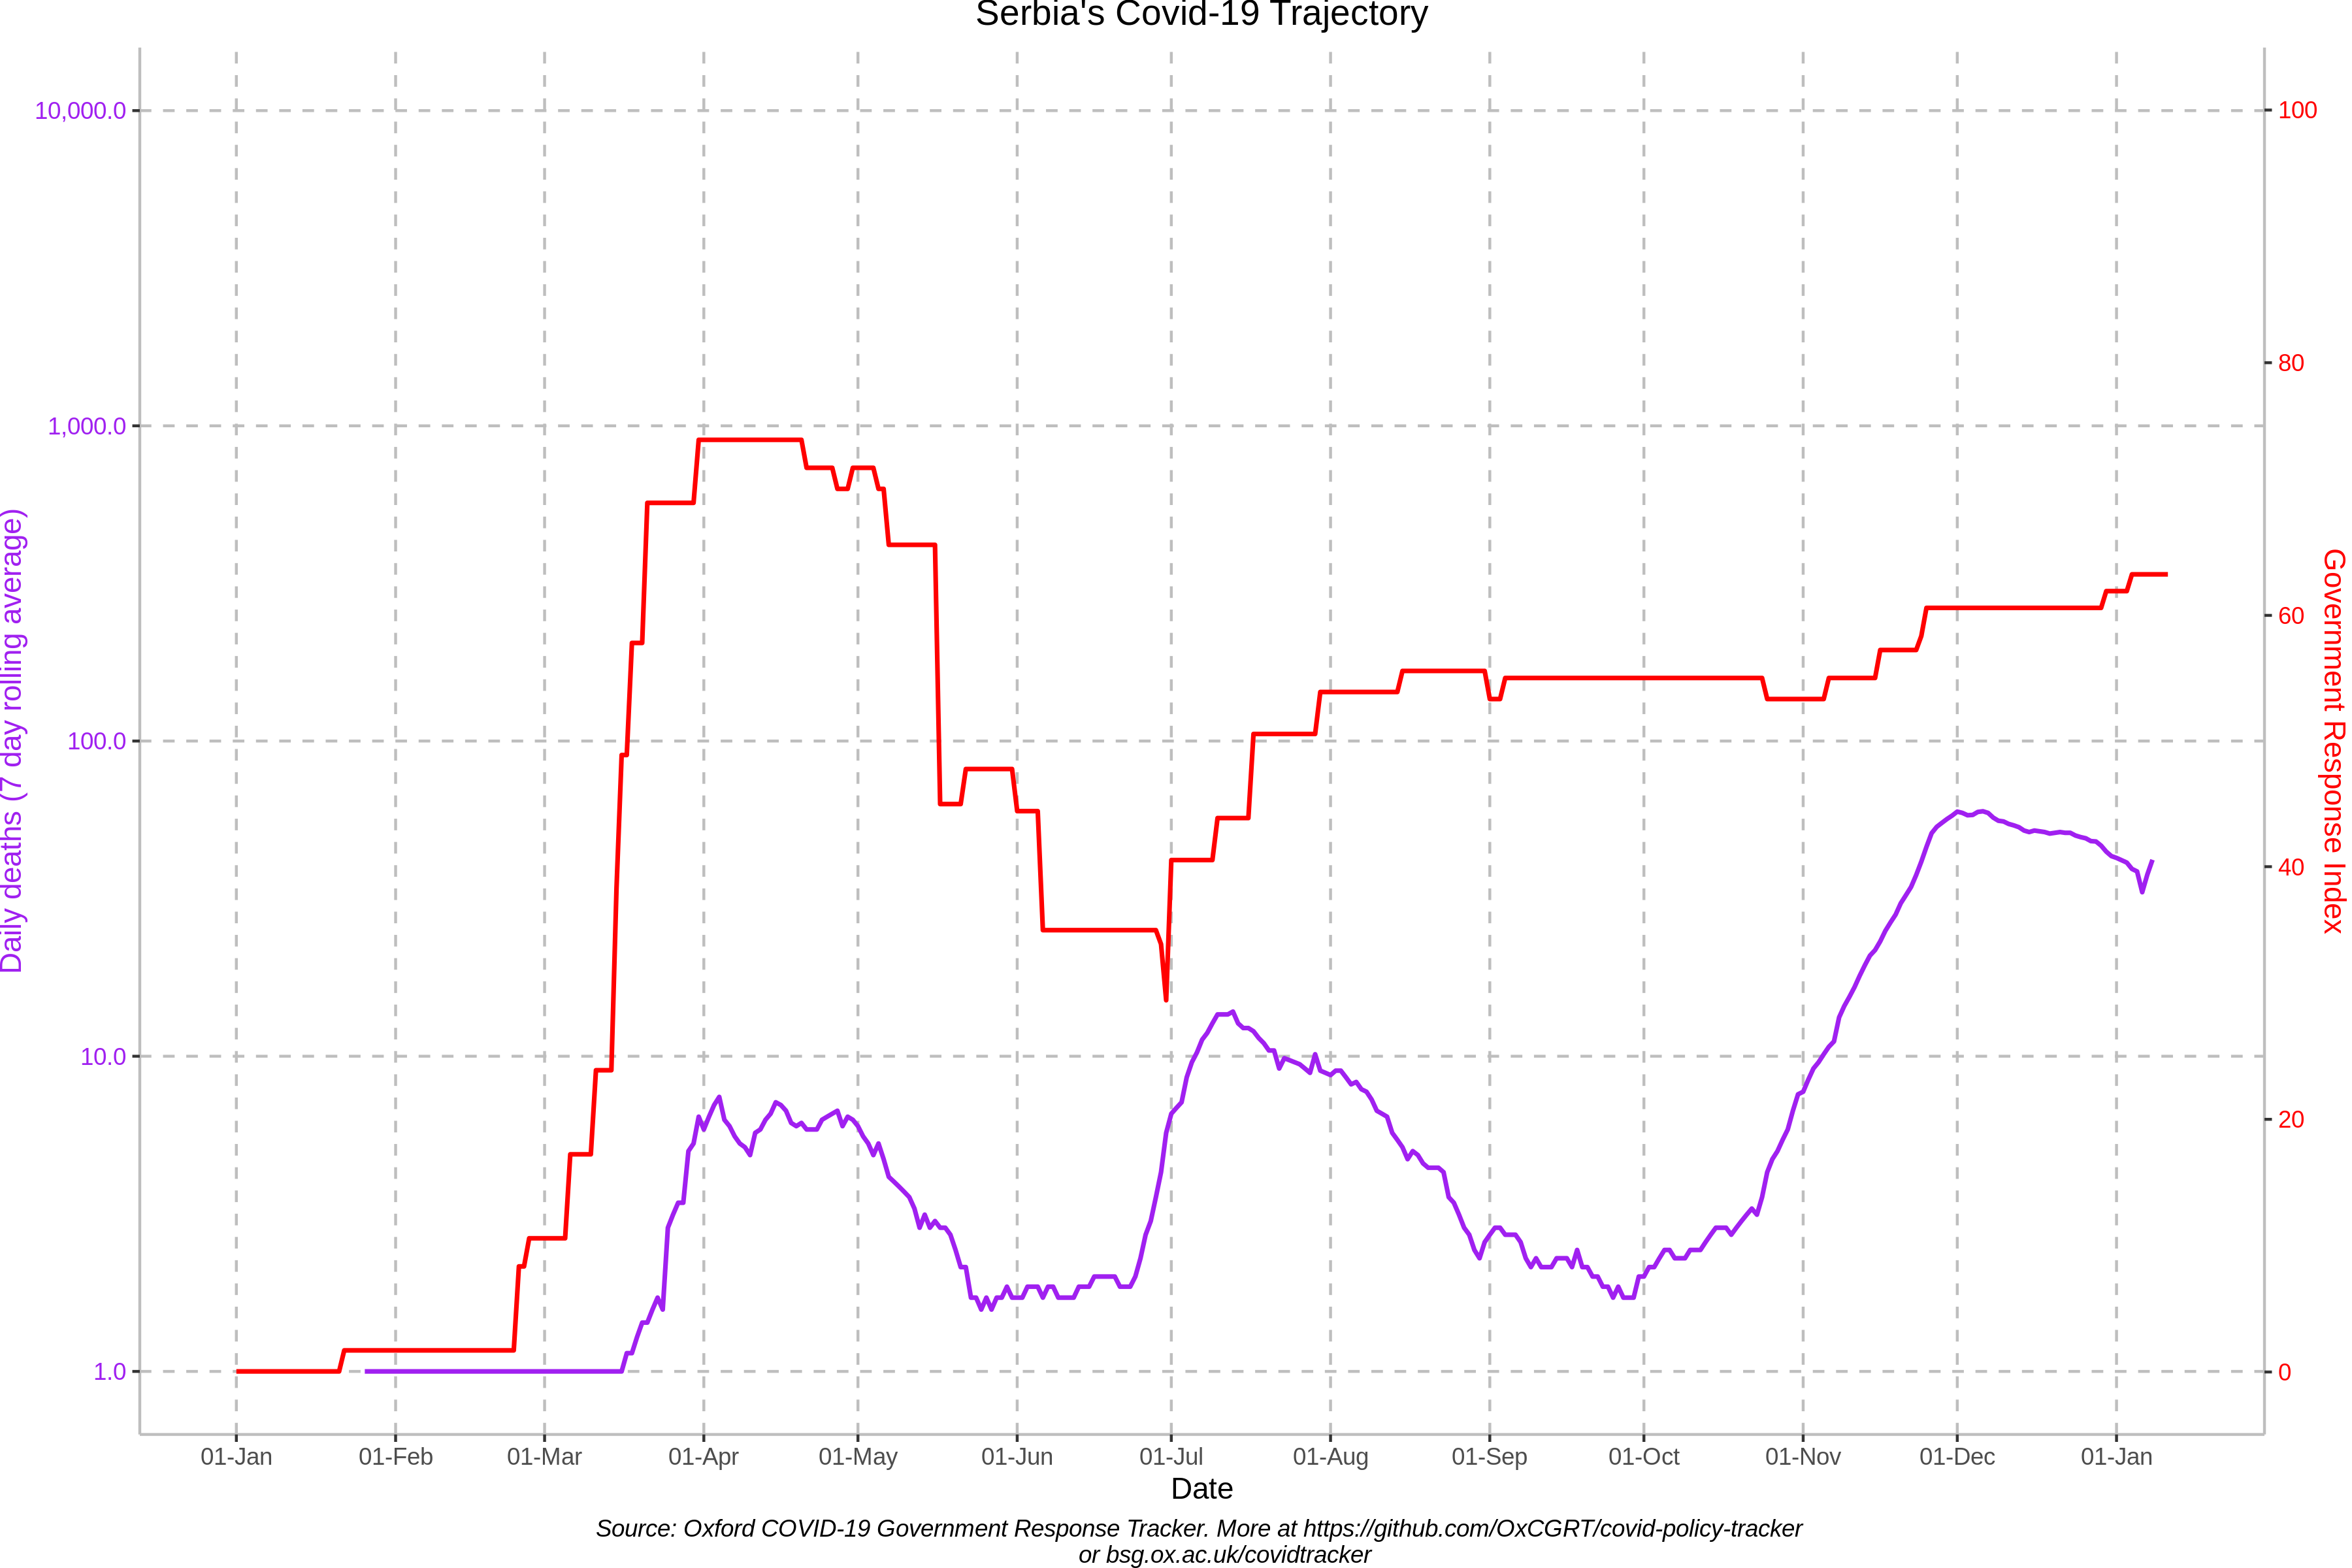 Serbia's Covid-19 Trajectory
10,000.0
1,000.0
100.0
10.0
1.0
Daily deaths (7 day rolling average)
100
80
60
40
20
0
Government Response Index
01-Jan 01-Feb 01-Mar 01-Apr 01-May 01-Jun 01-Jul 01-Aug 01-Sep 01-Oct 01-Nov 01-Dec 01-Jan
Date
Source: Oxford COVID-19 Government Response Tracker. More at https://github.com/OxCGRT/covid-policy-tracker
or bsg.ox.ac.uk/covidtracker